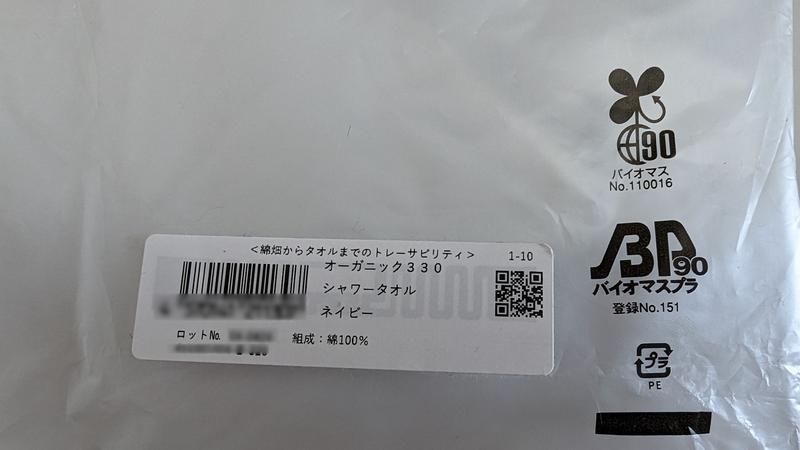 <綿畑からタオルまでのトレーサビリティ>
1-10
オーガニック３３０
シャワータオル
ネイビー
ロットNo.
組成：綿100%
90
バイオマス
No.110016
BP90
バイオマスプラ
登録No.151
プラ
PE